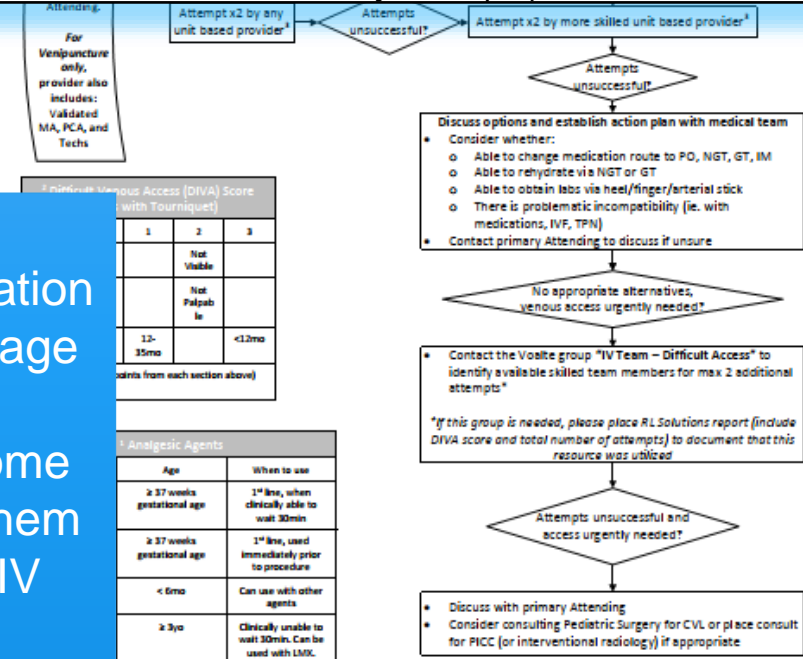 Attending.
For
Venipuncture
only,
provider also
includes:
Validated
MA, PCA, and
Techs
Attempt x2 by any
unit based provider³
Attempts
unsuccessful?
Attempt x2 by more skilled unit based provider³
Attempts
unsuccessful?
Discuss options and establish action plan with medical team
• Consider whether:
o Able to change medication route to PO, NGT, GT, IM
o Able to rehydrate via NGT or GT
o Able to obtain labs via heel/finger/arterial stick
o There is problematic incompatibility (ie. with
medications, IVF, TPN)
• Contact primary Attending to discuss if unsure
No appropriate alternatives,
venous access urgently needed?
• Contact the Voalte group "IV Team – Difficult Access" to
identify available skilled team members for max 2 additional
attempts*
*If this group is needed, please place RL Solutions report (include
DIVA score and total number of attempts) to document that this
resource was utilized
Attempts unsuccessful and
access urgently needed?
• Discuss with primary Attending
• Consider consulting Pediatric Surgery for CVL or place consult
for PICC (or interventional radiology) if appropriate
² Difficult Venous Access (DIVA) Score
with Tourniquet)
1 2 3
Not
Visible
Not
Palpab
le
12-
35mo
<12mo
points from each section above)
¹ Analgesic Agents
Age When to use
≥ 37 weeks
gestational age
1st line, when
clinically able to
wait 30min
≥ 37 weeks
gestational age
1st line, used
immediately prior
to procedure
< 6mo
Can use with other
agents
≥ 3yo
Clinically unable to
wait 30min. Can be
used with LMX.
ation
age
ome
hem
IV